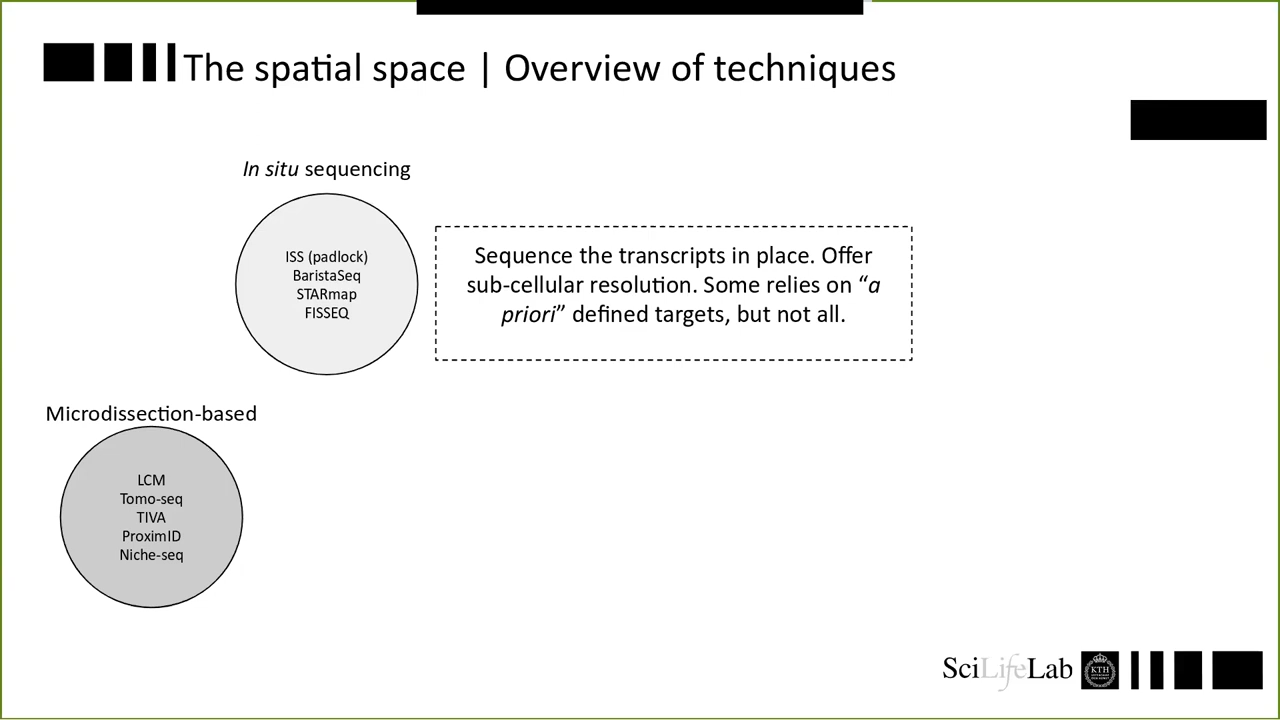 The spatial space | Overview of techniques
In situ sequencing
ISS (padlock)
BaristaSeq
STARmap
FISSEQ
Sequence the transcripts in place. Offer
sub-cellular resolution. Some relies on “a
priori” defined targets, but not all.
Microdissection-based
LCM
Tomo-seq
TIVA
ProximID
Niche-seq
SciLifeLab
KTH